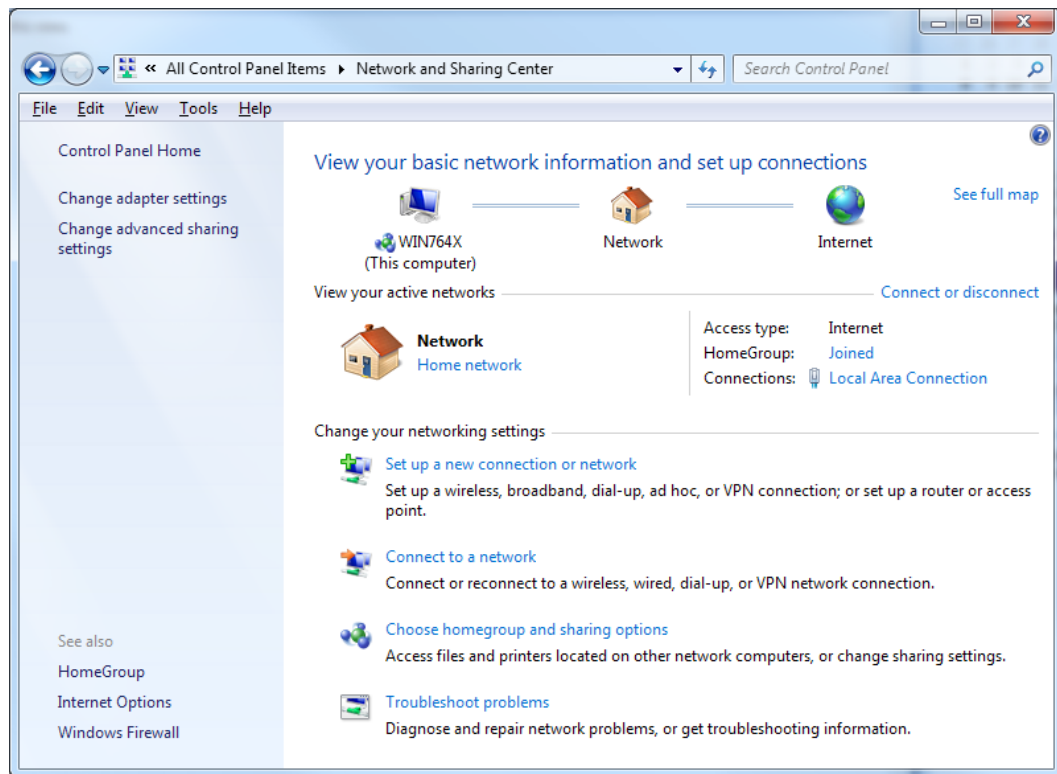 « All Control Panel Items ▸ Network and Sharing Center
Search Control Panel
File Edit View Tools Help
Control Panel Home
Change adapter settings
Change advanced sharing
settings
View your basic network information and set up connections
See full map
WIN764X
(This computer)
Network
Internet
View your active networks
Connect or disconnect
Network
Home network
Access type: Internet
HomeGroup: Joined
Connections: Local Area Connection
Change your networking settings
Set up a new connection or network
Set up a wireless, broadband, dial-up, ad hoc, or VPN connection; or set up a router or access
point.
Connect to a network
Connect or reconnect to a wireless, wired, dial-up, or VPN network connection.
Choose homegroup and sharing options
Access files and printers located on other network computers, or change sharing settings.
Troubleshoot problems
Diagnose and repair network problems, or get troubleshooting information.
See also
HomeGroup
Internet Options
Windows Firewall